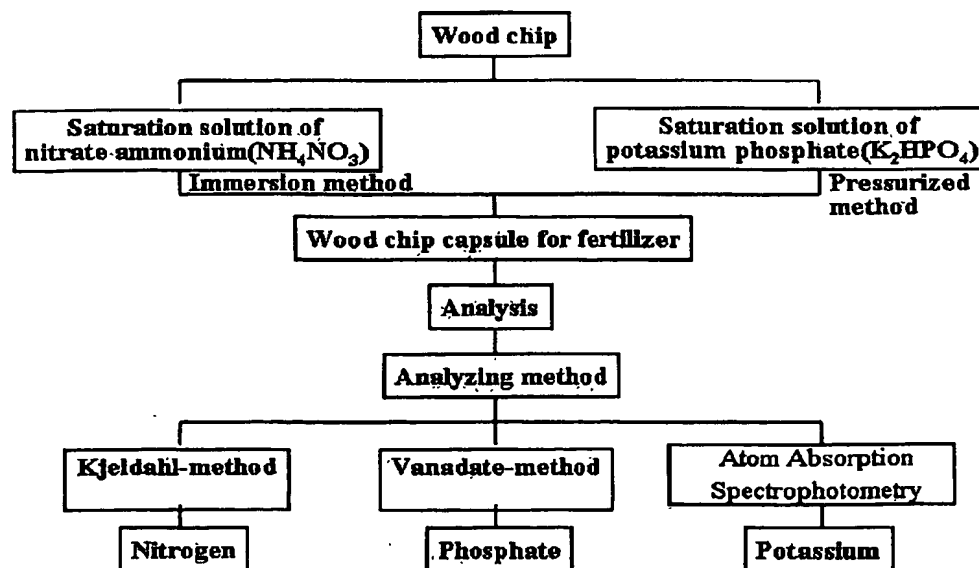 Wood chip
Saturation solution of
nitrate-ammonium(NH₄NO₃)
Saturation solution of
potassium phosphate(K₂HPO₄)
Immersion method
Pressurized
method
Wood chip capsule for fertilizer
Analysis
Analyzing method
Kjeldahl-method
Vanadate-method
Atom Absorption
Spectrophotometry
Nitrogen
Phosphate
Potassium